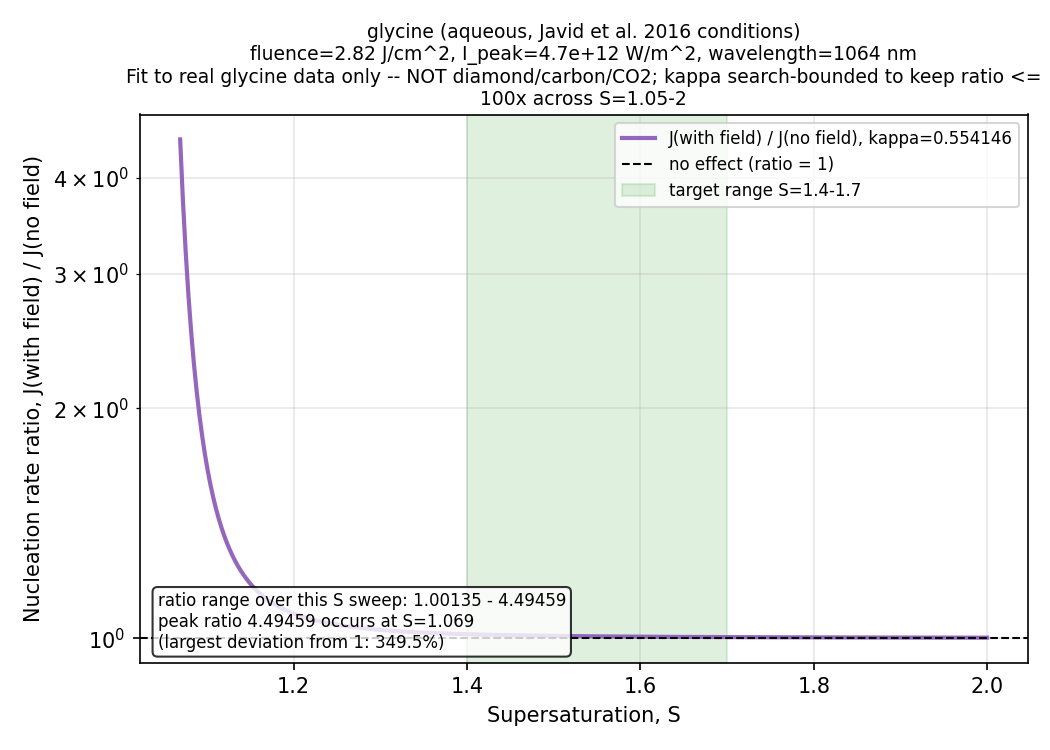 glycine (aqueous, Javid et al. 2016 conditions)
fluence=2.82 J/cm^2, I_peak=4.7e+12 W/m^2, wavelength=1064 nm
Fit to real glycine data only -- NOT diamond/carbon/CO2; kappa search-bounded to keep ratio <=
100x across S=1.05-2
J(with field) / J(no field), kappa=0.554146
no effect (ratio = 1)
target range S=1.4-1.7
Nucleation rate ratio, J(with field) / J(no field)
4 × 10⁰
3 × 10⁰
2 × 10⁰
10⁰
ratio range over this S sweep: 1.00135 - 4.49459
peak ratio 4.49459 occurs at S=1.069
(largest deviation from 1: 349.5%)
1.2
1.4
1.6
1.8
2.0
Supersaturation, S